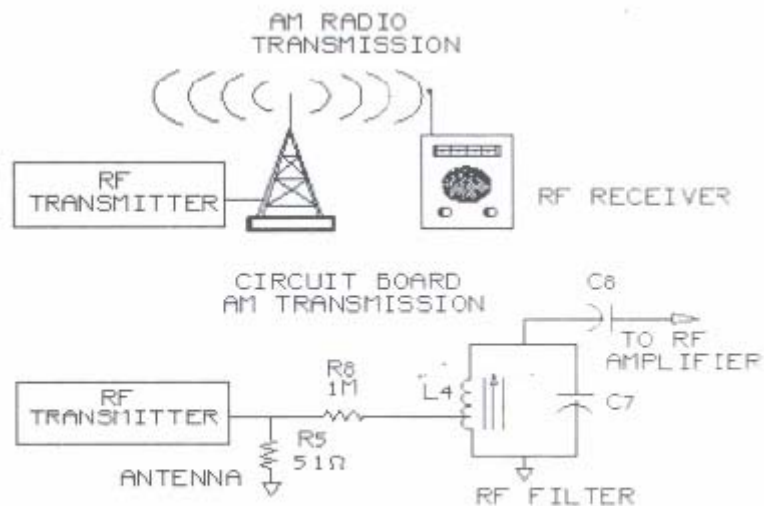 AM RADIO
TRANSMISSION
RF
TRANSMITTER
RF RECEIVER
CIRCUIT BOARD
AM TRANSMISSION
C8
TO RF
AMPLIFIER
R8
1M
L4
C7
RF
TRANSMITTER
R5
51Ω
ANTENNA
RF FILTER